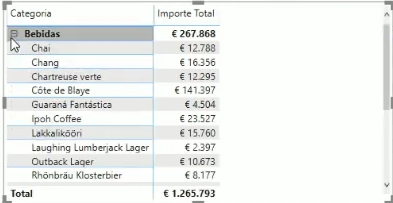 Categoria Importe Total
Bebidas € 267.868
Chai € 12.788
Chang € 16.356
Chartreuse verte € 12.295
Côte de Blaye € 141.397
Guaraná Fantástica € 4.504
Ipoh Coffee € 23.527
Lakkalikööri € 15.760
Laughing Lumberjack Lager € 2.397
Outback Lager € 10.673
Rhönbräu Klosterbier € 8.177
Total € 1.265.793